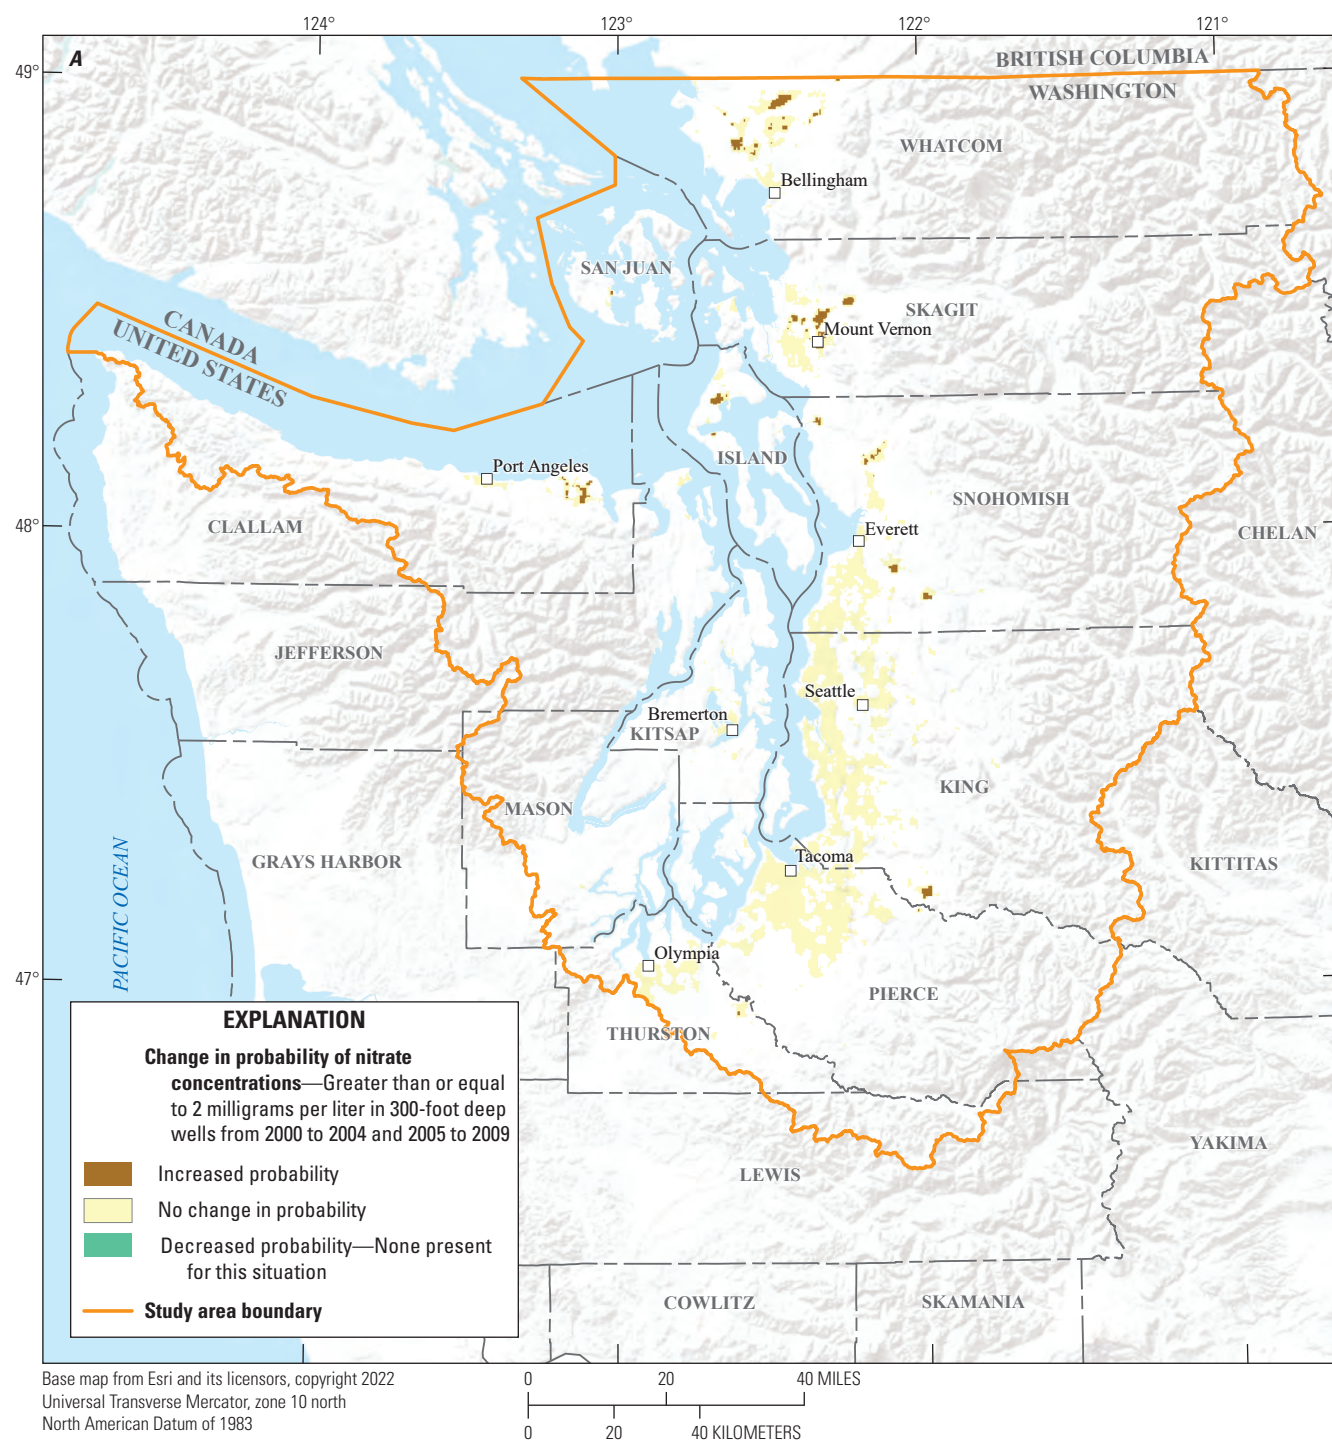 124°
123°
122°
121°
49°
A
BRITISH COLUMBIA
WASHINGTON
WHATCOM
Bellingham
SAN JUAN
SKAGIT
CANADA
UNITED STATES
Mount Vernon
ISLAND
Port Angeles
SNOHOMISH
48°
CLALLAM
Everett
CHELAN
JEFFERSON
Seattle
Bremerton
KITSAP
KING
MASON
GRAYS HARBOR
Tacoma
KITTITAS
PACIFIC OCEAN
Olympia
47°
PIERCE
THURSTON
YAKIMA
LEWIS
COWLITZ
SKAMANIA
EXPLANATION
Change in probability of nitrate
concentrations—Greater than or equal
to 2 milligrams per liter in 300-foot deep
wells from 2000 to 2004 and 2005 to 2009
Increased probability
No change in probability
Decreased probability—None present
for this situation
Study area boundary
Base map from Esri and its licensors, copyright 2022
Universal Transverse Mercator, zone 10 north
North American Datum of 1983
0 20 40 MILES
0 20 40 KILOMETERS